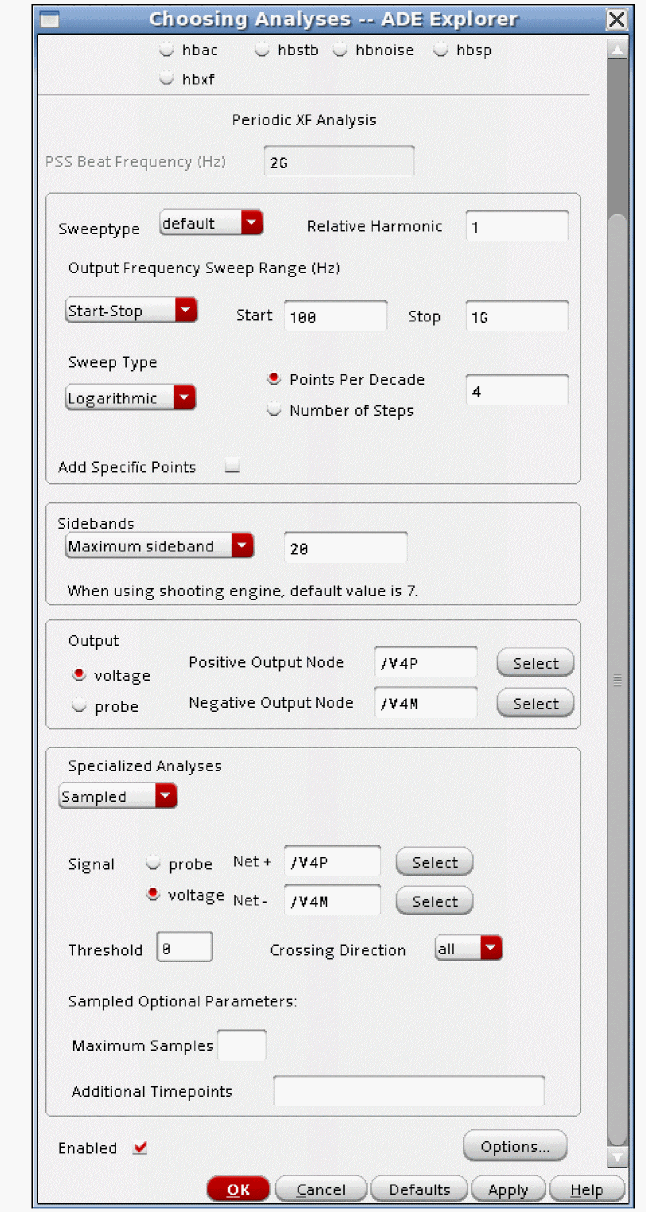 Choosing Analyses -- ADE Explorer
hbac hbstb hbnoise hbsp
hbxf
Periodic XF Analysis
PSS Beat Frequency (Hz) 2G
Sweeptype default Relative Harmonic 1
Output Frequency Sweep Range (Hz)
Start-Stop Start 100 Stop 1G
Sweep Type
Logarithmic Points Per Decade 4
Number of Steps
Add Specific Points
Sidebands
Maximum sideband 20
When using shooting engine, default value is 7.
Output
voltage Positive Output Node /V4P Select
probe Negative Output Node /V4M Select
Specialized Analyses
Sampled
Signal probe Net + /V4P Select
voltage Net - /V4M Select
Threshold 0 Crossing Direction all
Sampled Optional Parameters:
Maximum Samples
Additional Timepoints
Enabled Options...
OK Cancel Defaults Apply Help